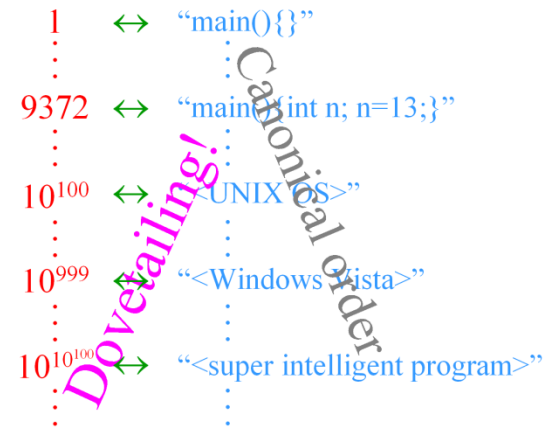 1 ↔ “main(){}”
9372 ↔ “main(){int n; n=13;}”
10^100 ↔ “<UNIX OS>”
10^999 ↔ “<Windows Vista>”
10^10^100 ↔ “<super intelligent program>”
Dovetailing!
Canonical order